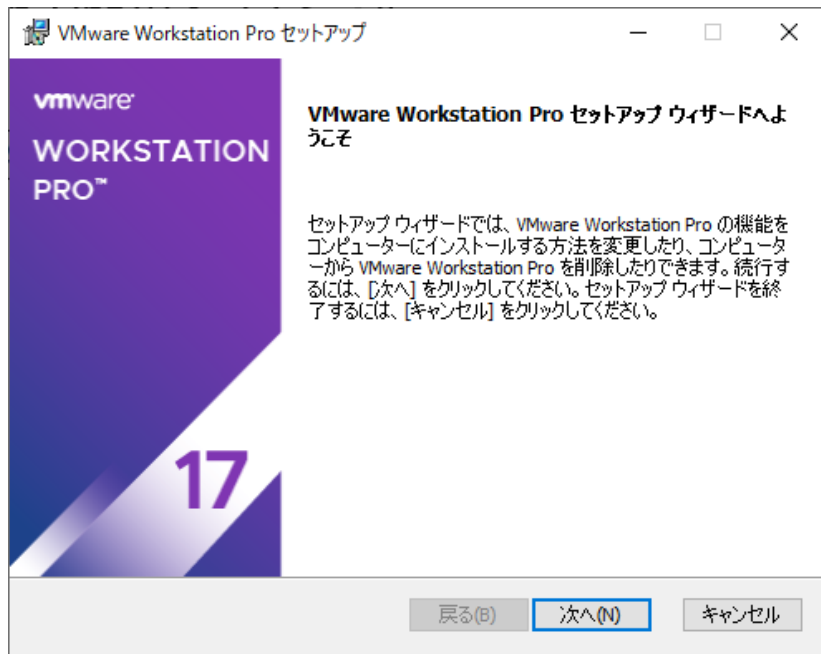 VMware Workstation Pro セットアップ
vmware
WORKSTATION
PRO™
17
VMware Workstation Pro セットアップ ウィザードへよ
うこそ
セットアップ ウィザードでは、VMware Workstation Pro の機能を
コンピューターにインストールする方法を変更したり、コンピュータ
ーから VMware Workstation Pro を削除したりできます。続行す
るには、[次へ] をクリックしてください。セットアップ ウィザードを終
了するには、[キャンセル] をクリックしてください。
戻る(B)
次へ(N)
キャンセル